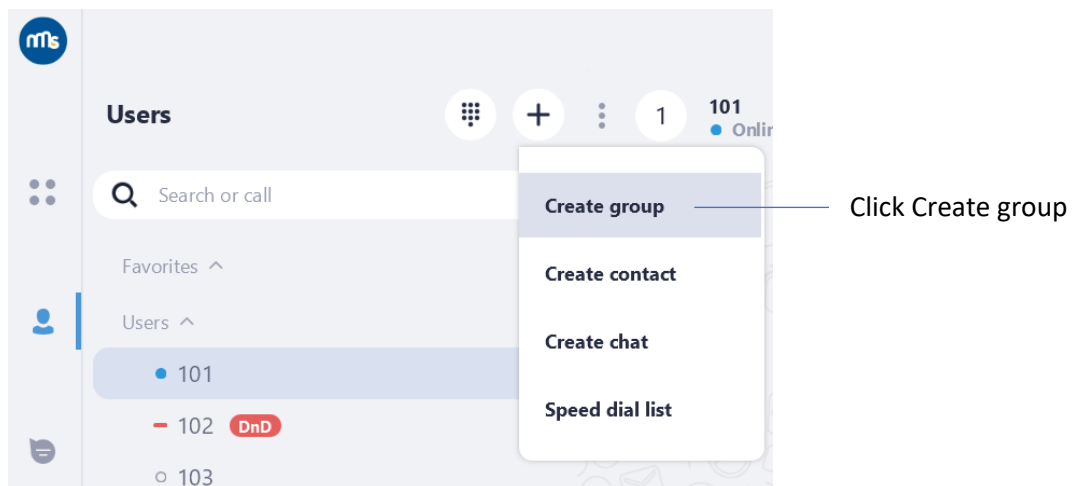 ms
Users
1
101
Onlin
Search or call
Create group
Click Create group
Favorites
Create contact
Users
Create chat
101
Speed dial list
102 DnD
103